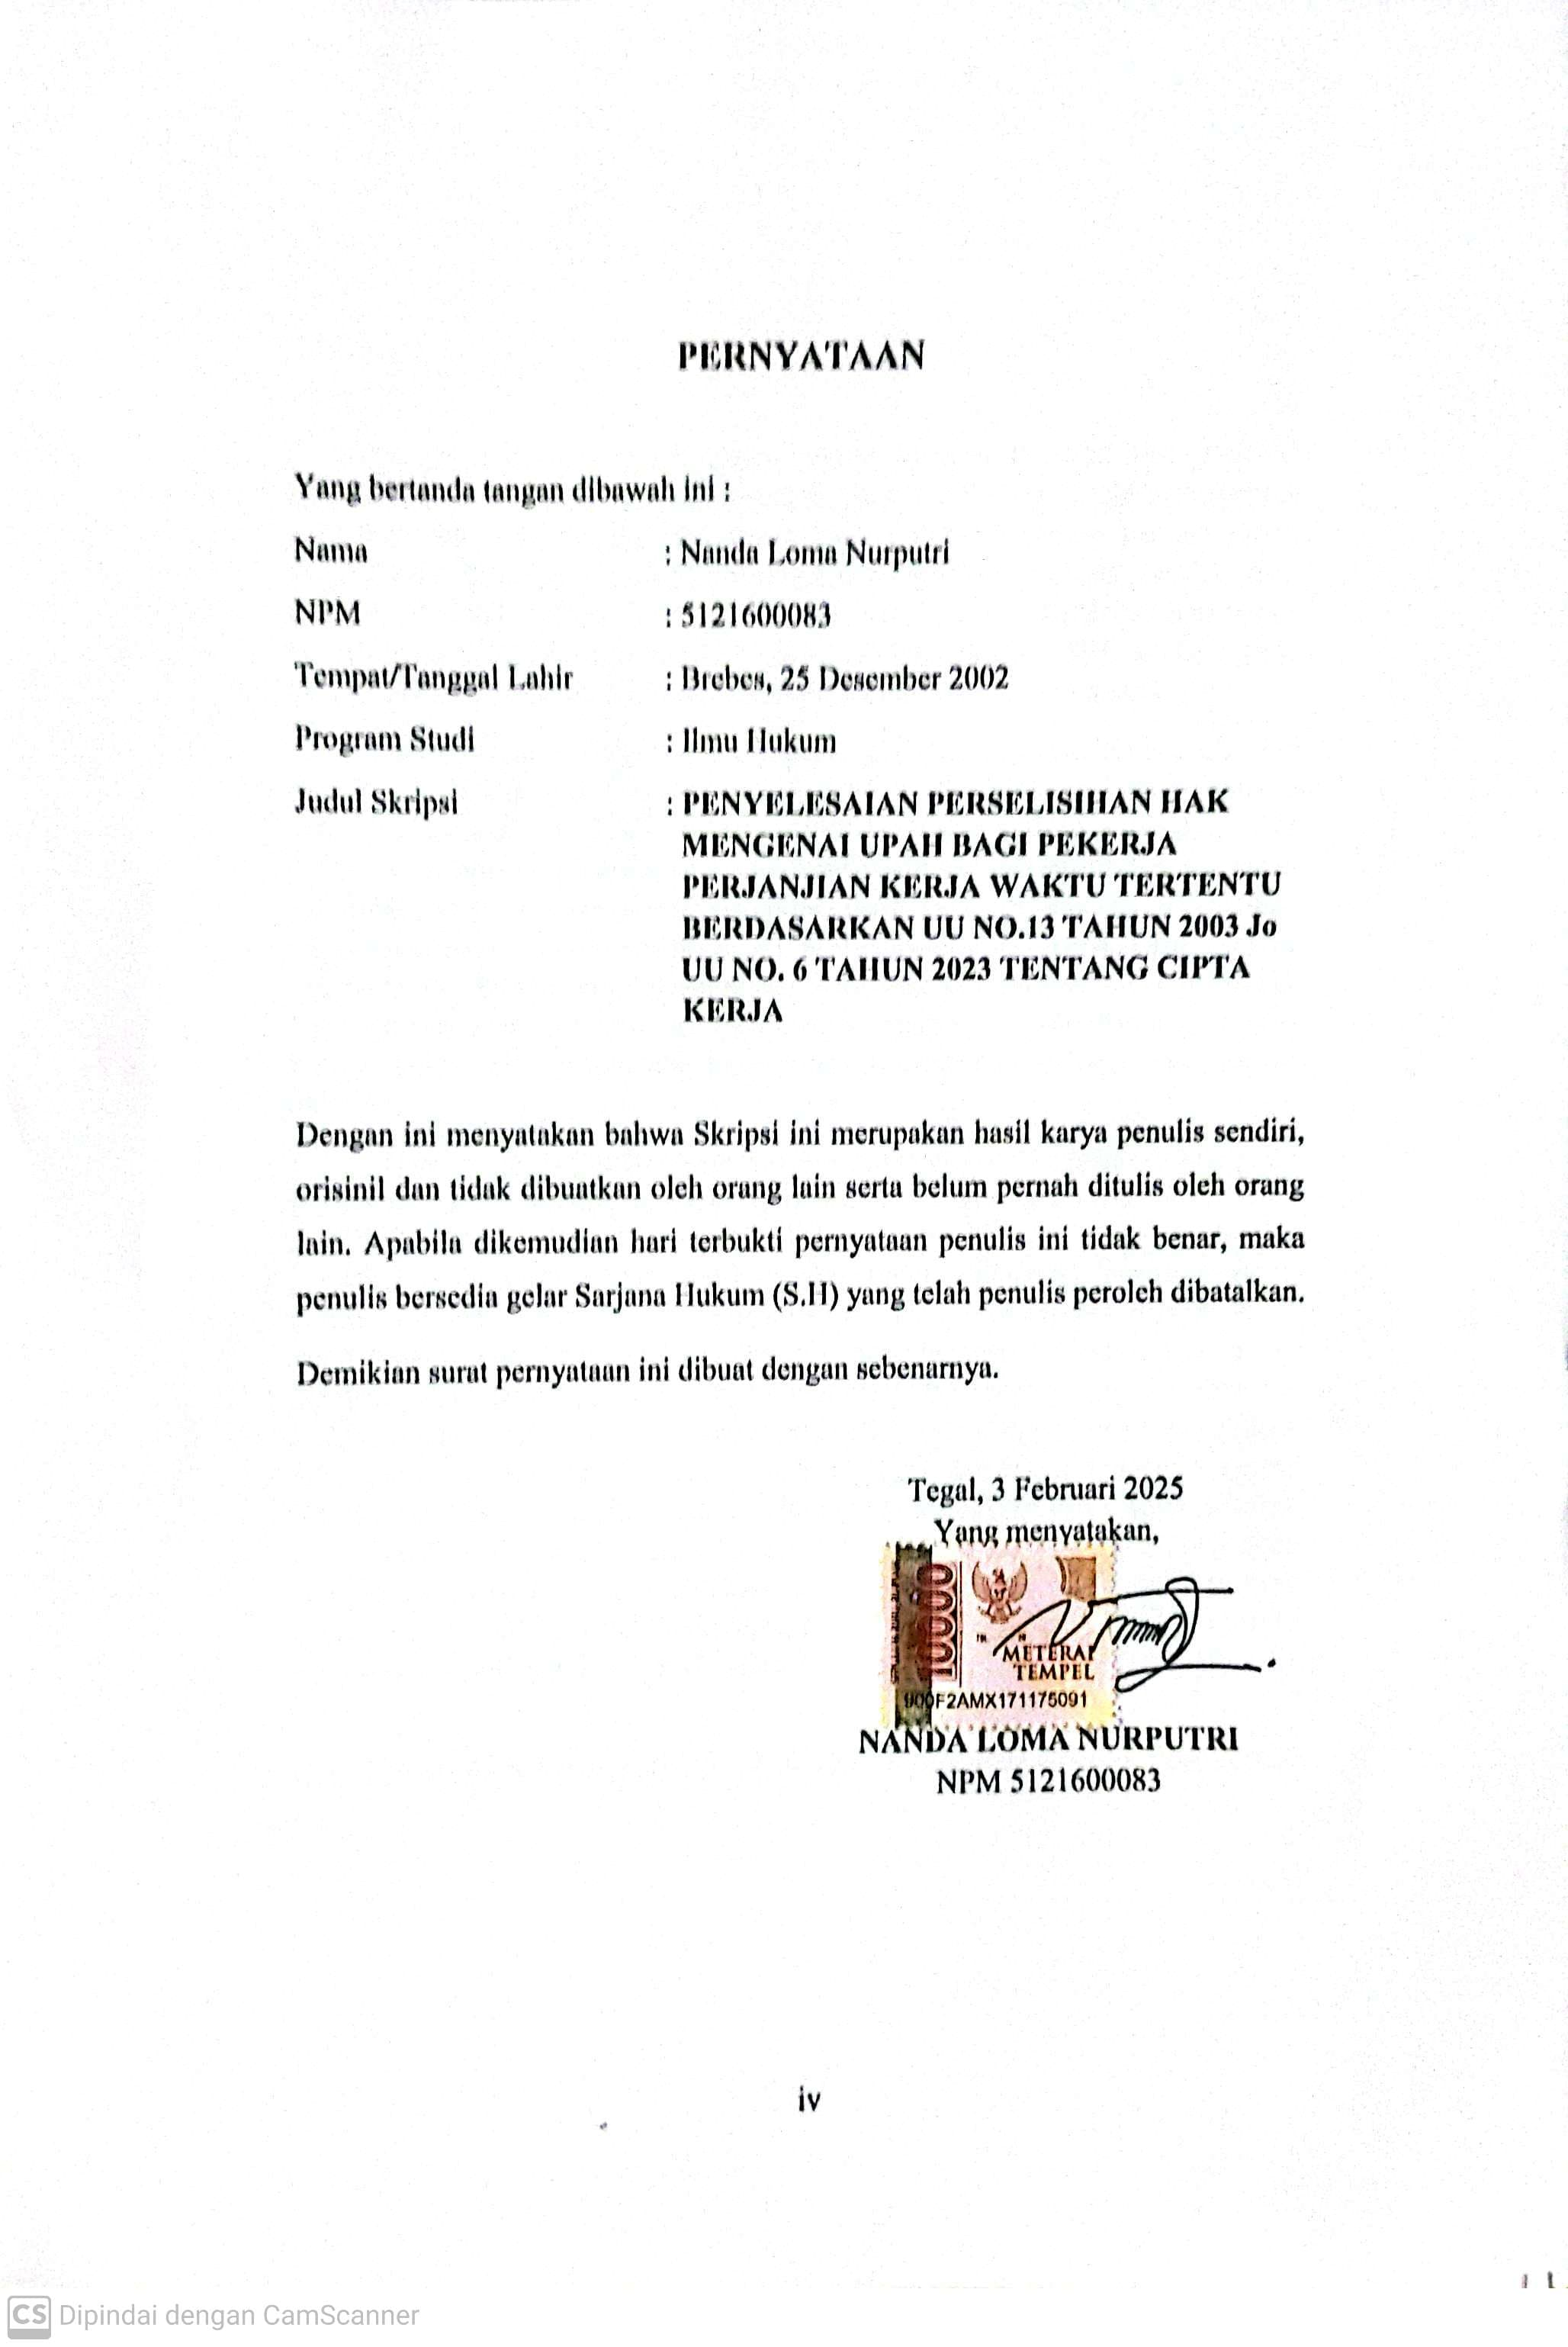 PERNYATAAN
Yang bertanda tangan dibawah ini :
Nama : Nanda Loma Nurputri
NPM : 5121600083
Tempat/Tanggal Lahir : Brebes, 25 Desember 2002
Program Studi : Ilmu Hukum
Judul Skripsi : PENYELESAIAN PERSELISIHAN HAK
MENGENAI UPAH BAGI PEKERJA
PERJANJIAN KERJA WAKTU TERTENTU
BERDASARKAN UU NO.13 TAHUN 2003 Jo
UU NO. 6 TAHUN 2023 TENTANG CIPTA
KERJA
Dengan ini menyatakan bahwa Skripsi ini merupakan hasil karya penulis sendiri,
orisinil dan tidak dibuatkan oleh orang lain serta belum pernah ditulis oleh orang
lain. Apabila dikemudian hari terbukti pernyataan penulis ini tidak benar, maka
penulis bersedia gelar Sarjana Hukum (S.H) yang telah penulis peroleh dibatalkan.
Demikian surat pernyataan ini dibuat dengan sebenarnya.
Tegal, 3 Februari 2025
Yang menyatakan,
10000
METERAI
TEMPEL
F2AMX171175091
NANDA LOMA NURPUTRI
NPM 5121600083
iv
CS Dipindai dengan CamScanner